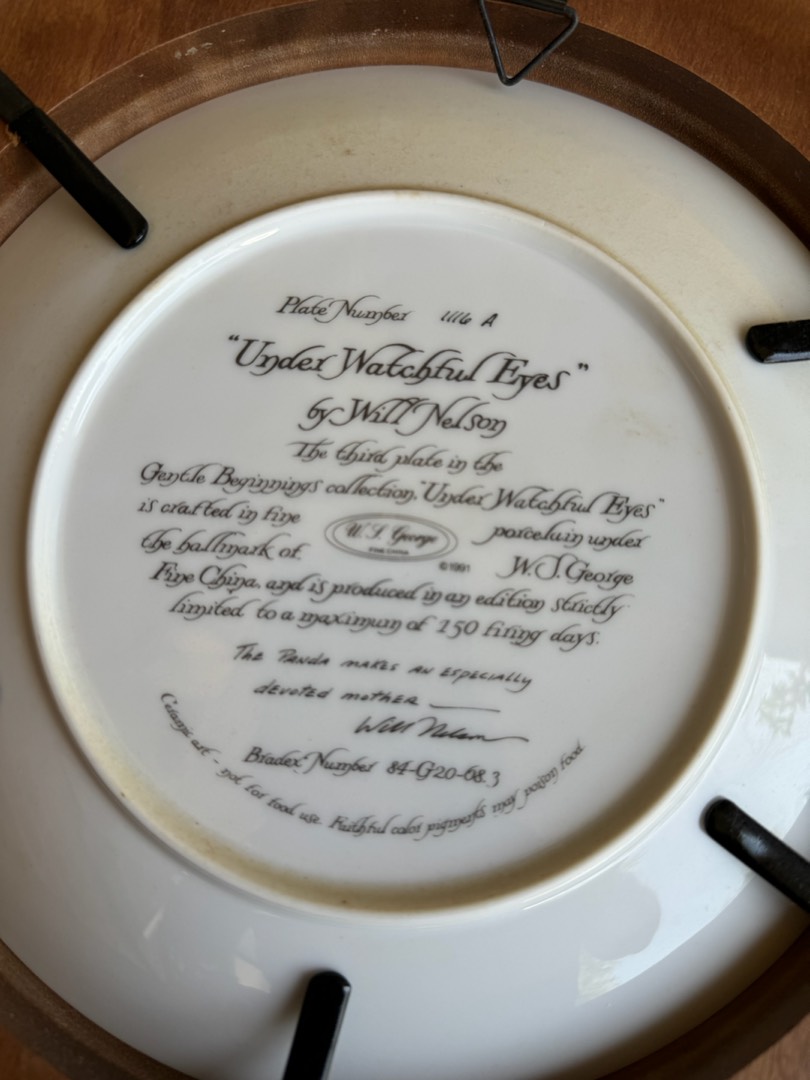 Plate Number 1116 A
"Under Watchful Eyes"
by Will Nelson
The third plate in the
Gentle Beginnings collection, "Under Watchful Eyes"
is crafted in fine porcelain under
W. S. George
FINE CHINA
©1991
the hallmark of W.S. George
Fine China, and is produced in an edition strictly
limited to a maximum of 150 firing days.
THE PANDA MAKES AN ESPECIALLY
DEVOTED MOTHER
Will Nelson
Bradex Number 84-G20-68.3
Ceramic art - not for food use. Faithful color pigments may poison food.